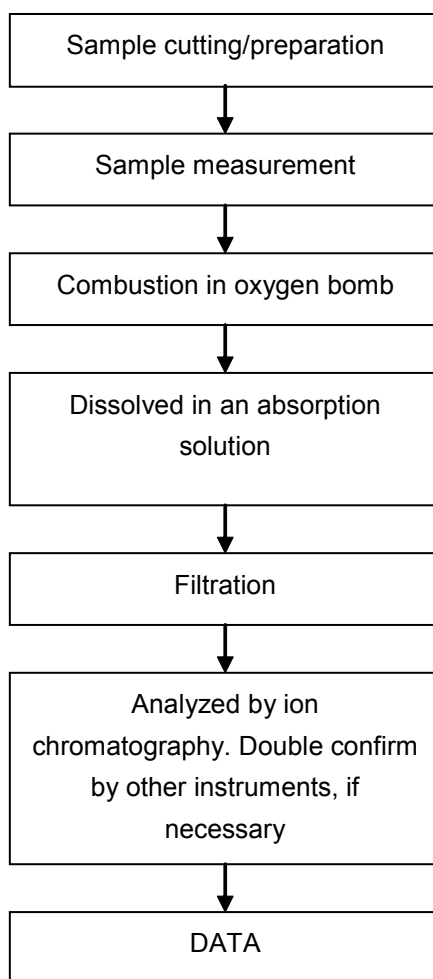 Sample cutting/preparation
Sample measurement
Combustion in oxygen bomb
Dissolved in an absorption
solution
Filtration
Analyzed by ion
chromatography. Double confirm
by other instruments, if
necessary
DATA